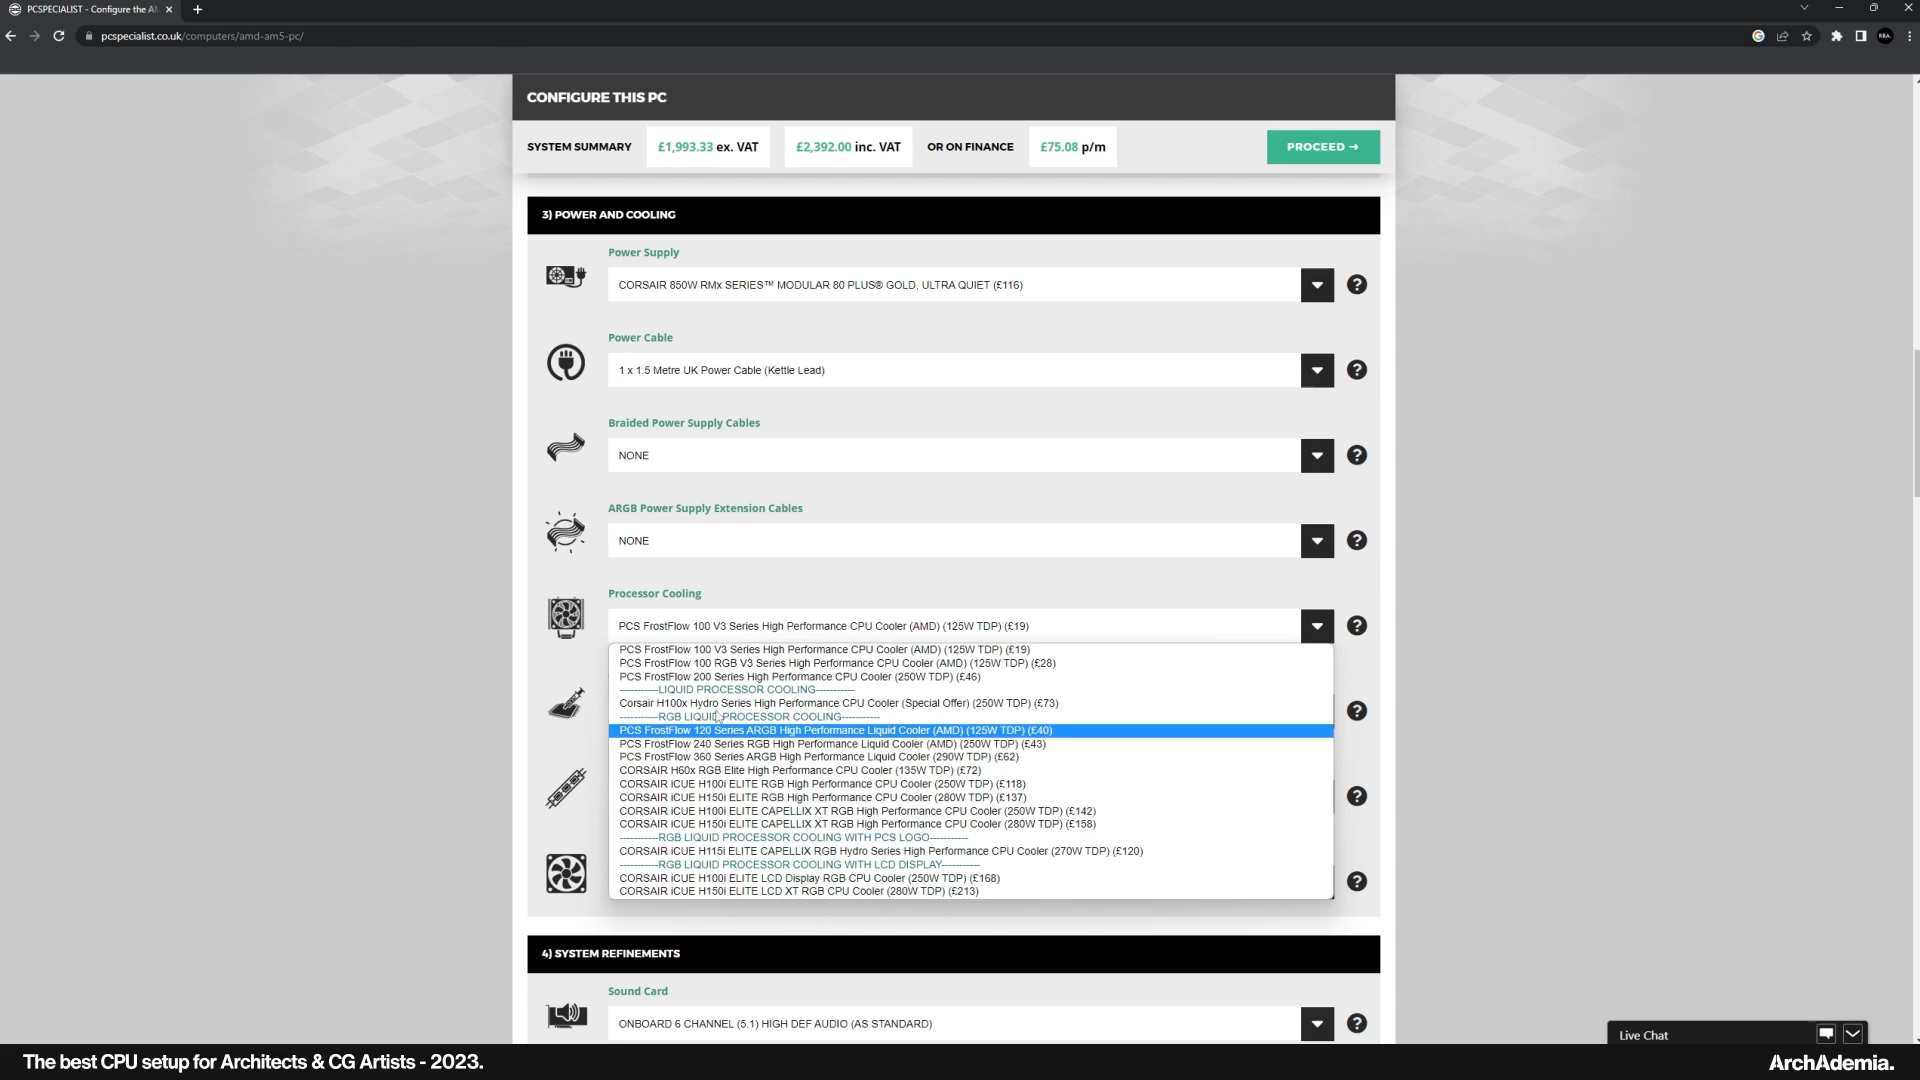 PCSPECIALIST - Configure the AM
pcspecialist.co.uk/computers/amd-am5-pc/
RBA.
CONFIGURE THIS PC
SYSTEM SUMMARY £1,993.33 ex. VAT £2,392.00 inc. VAT OR ON FINANCE £75.08 p/m PROCEED →
3) POWER AND COOLING
Power Supply
CORSAIR 850W RMx SERIES™ MODULAR 80 PLUS® GOLD, ULTRA QUIET (£116)
?
Power Cable
1 x 1.5 Metre UK Power Cable (Kettle Lead)
?
Braided Power Supply Cables
NONE
?
ARGB Power Supply Extension Cables
NONE
?
Processor Cooling
PCS FrostFlow 100 V3 Series High Performance CPU Cooler (AMD) (125W TDP) (£19)
?
PCS FrostFlow 100 V3 Series High Performance CPU Cooler (AMD) (125W TDP) (£19)
PCS FrostFlow 100 RGB V3 Series High Performance CPU Cooler (AMD) (125W TDP) (£28)
PCS FrostFlow 200 Series High Performance CPU Cooler (250W TDP) (£46)
-----------LIQUID PROCESSOR COOLING-----------
Corsair H100x Hydro Series High Performance CPU Cooler (Special Offer) (250W TDP) (£73)
?
-----------RGB LIQUID PROCESSOR COOLING-----------
PCS FrostFlow 120 Series ARGB High Performance Liquid Cooler (AMD) (125W TDP) (£40)
PCS FrostFlow 240 Series RGB High Performance Liquid Cooler (AMD) (250W TDP) (£43)
PCS FrostFlow 360 Series ARGB High Performance Liquid Cooler (290W TDP) (£62)
CORSAIR H60x RGB Elite High Performance CPU Cooler (135W TDP) (£72)
CORSAIR iCUE H100i ELITE RGB High Performance CPU Cooler (250W TDP) (£118)
CORSAIR iCUE H150i ELITE RGB High Performance CPU Cooler (280W TDP) (£137)
?
CORSAIR iCUE H100i ELITE CAPELLIX XT RGB High Performance CPU Cooler (250W TDP) (£142)
CORSAIR iCUE H150i ELITE CAPELLIX XT RGB High Performance CPU Cooler (280W TDP) (£158)
-----------RGB LIQUID PROCESSOR COOLING WITH PCS LOGO-----------
CORSAIR iCUE H115i ELITE CAPELLIX RGB Hydro Series High Performance CPU Cooler (270W TDP) (£120)
-----------RGB LIQUID PROCESSOR COOLING WITH LCD DISPLAY-----------
CORSAIR iCUE H100i ELITE LCD Display RGB CPU Cooler (250W TDP) (£168)
?
CORSAIR iCUE H150i ELITE LCD XT RGB CPU Cooler (280W TDP) (£213)
4) SYSTEM REFINEMENTS
Sound Card
ONBOARD 6 CHANNEL (5.1) HIGH DEF AUDIO (AS STANDARD)
?
Live Chat
The best CPU setup for Architects & CG Artists - 2023.
ArchAdemia.